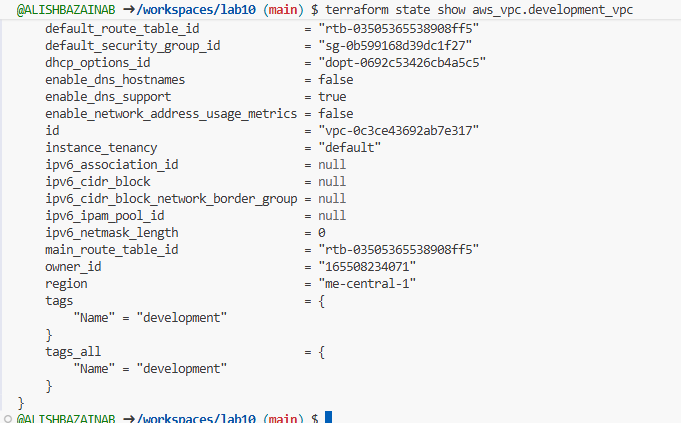 @ALISHBAZAINAB ➜/workspaces/lab10 (main) $ terraform state show aws_vpc.development_vpc
    default_route_table_id               = "rtb-03505365538908ff5"
    default_security_group_id            = "sg-0b599168d39dc1f27"
    dhcp_options_id                      = "dopt-0692c53426cb4a5c5"
    enable_dns_hostnames                 = false
    enable_dns_support                   = true
    enable_network_address_usage_metrics = false
    id                                   = "vpc-0c3ce43692ab7e317"
    instance_tenancy                     = "default"
    ipv6_association_id                  = null
    ipv6_cidr_block                      = null
    ipv6_cidr_block_network_border_group = null
    ipv6_ipam_pool_id                    = null
    ipv6_netmask_length                  = 0
    main_route_table_id                  = "rtb-03505365538908ff5"
    owner_id                             = "165508234071"
    region                               = "me-central-1"
    tags                                 = {
        "Name" = "development"
    }
    tags_all                             = {
        "Name" = "development"
    }
}
@ALISHBAZAINAB ➜/workspaces/lab10 (main) $